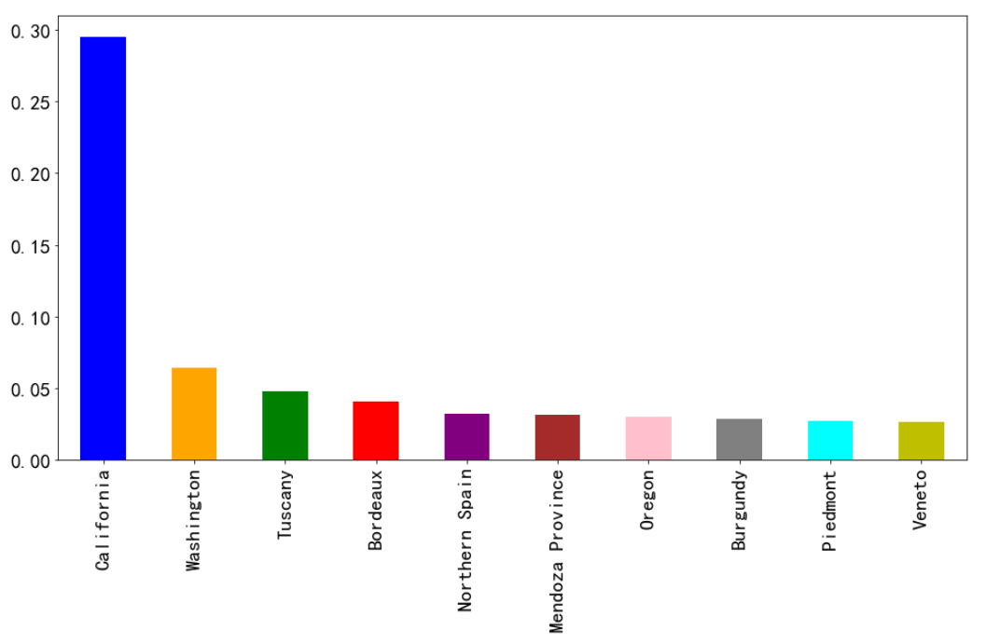 0.30
0.25
0.20
0.15
0.10
0.05
0.00
California
Washington
Tuscany
Bordeaux
Northern Spain
Mendoza Province
Oregon
Burgundy
Piedmont
Veneto